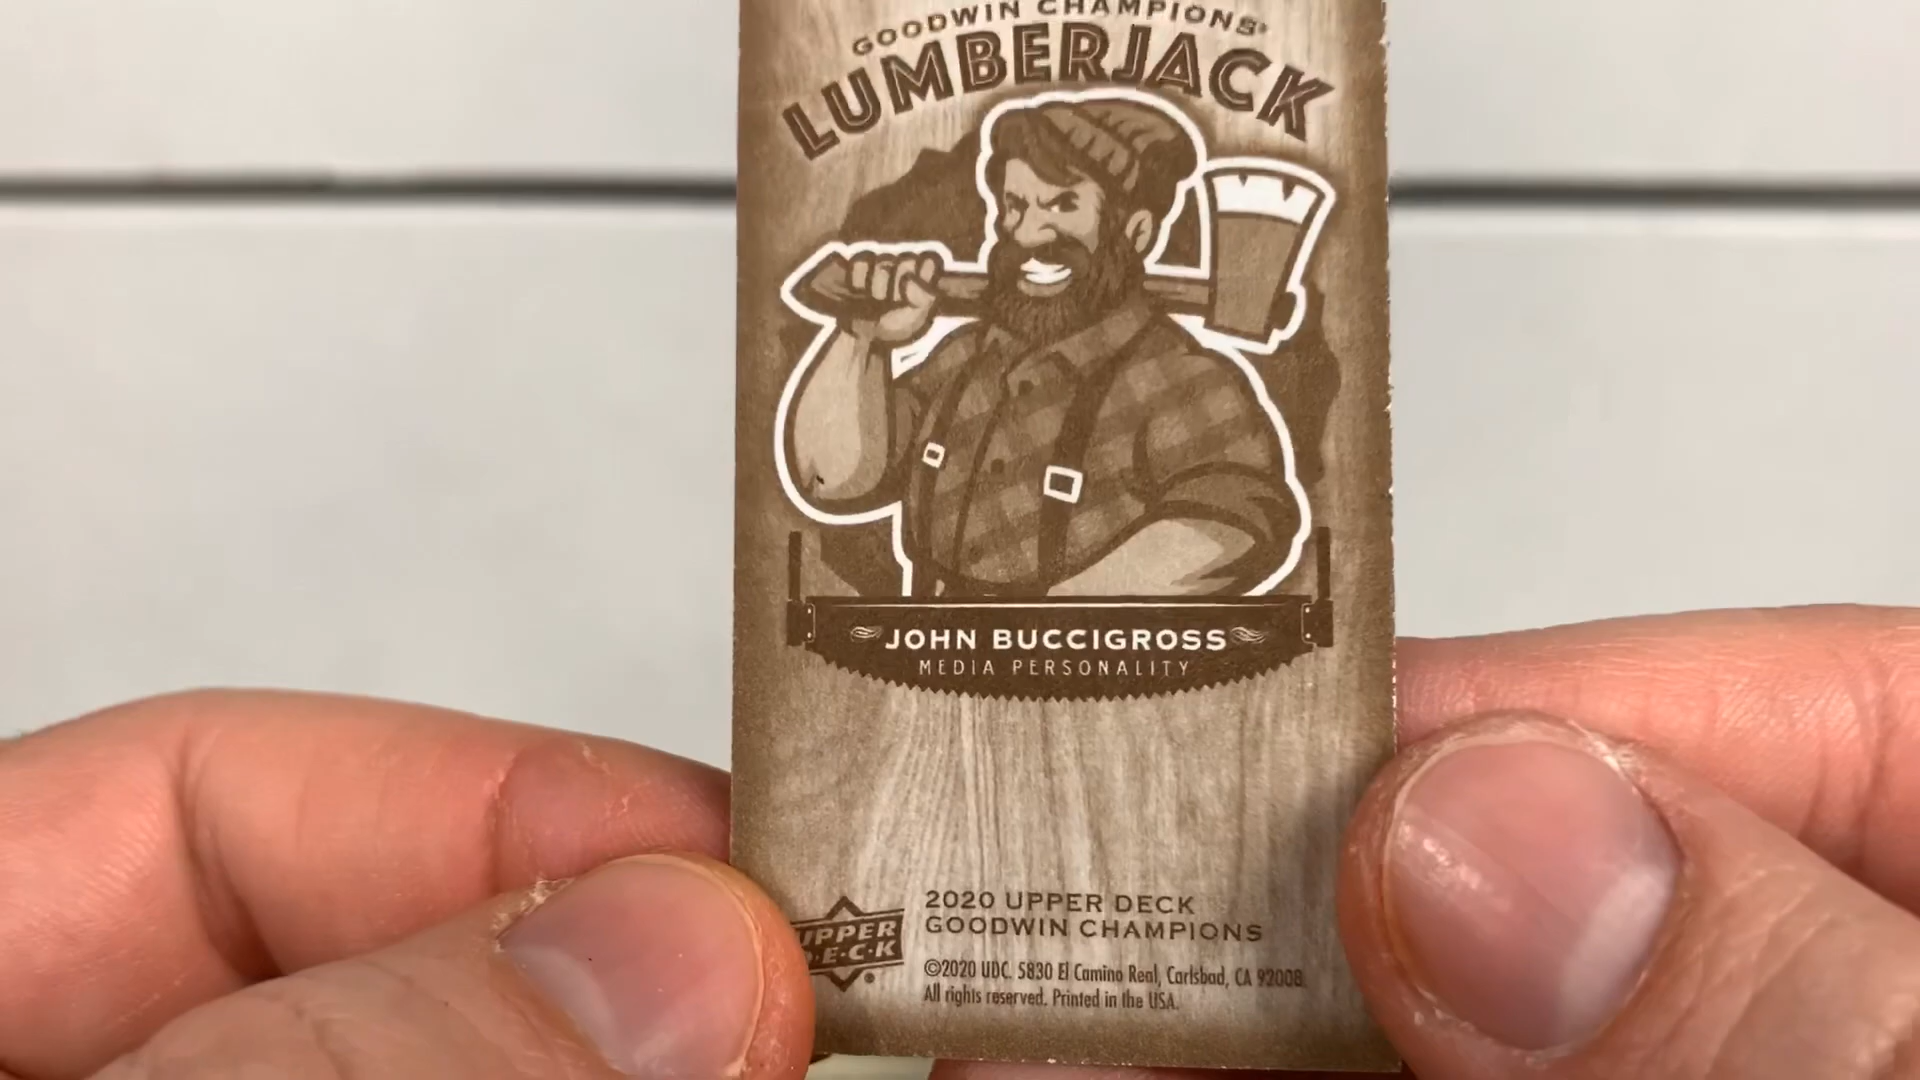 GOODWIN CHAMPIONS®
LUMBERJACK
JOHN BUCCIGROSS
MEDIA PERSONALITY
UPPER
D·E·C·K
®
2020 UPPER DECK
GOODWIN CHAMPIONS
©2020 UDC. 5830 El Camino Real, Carlsbad, CA 92008.
All rights reserved. Printed in the USA.